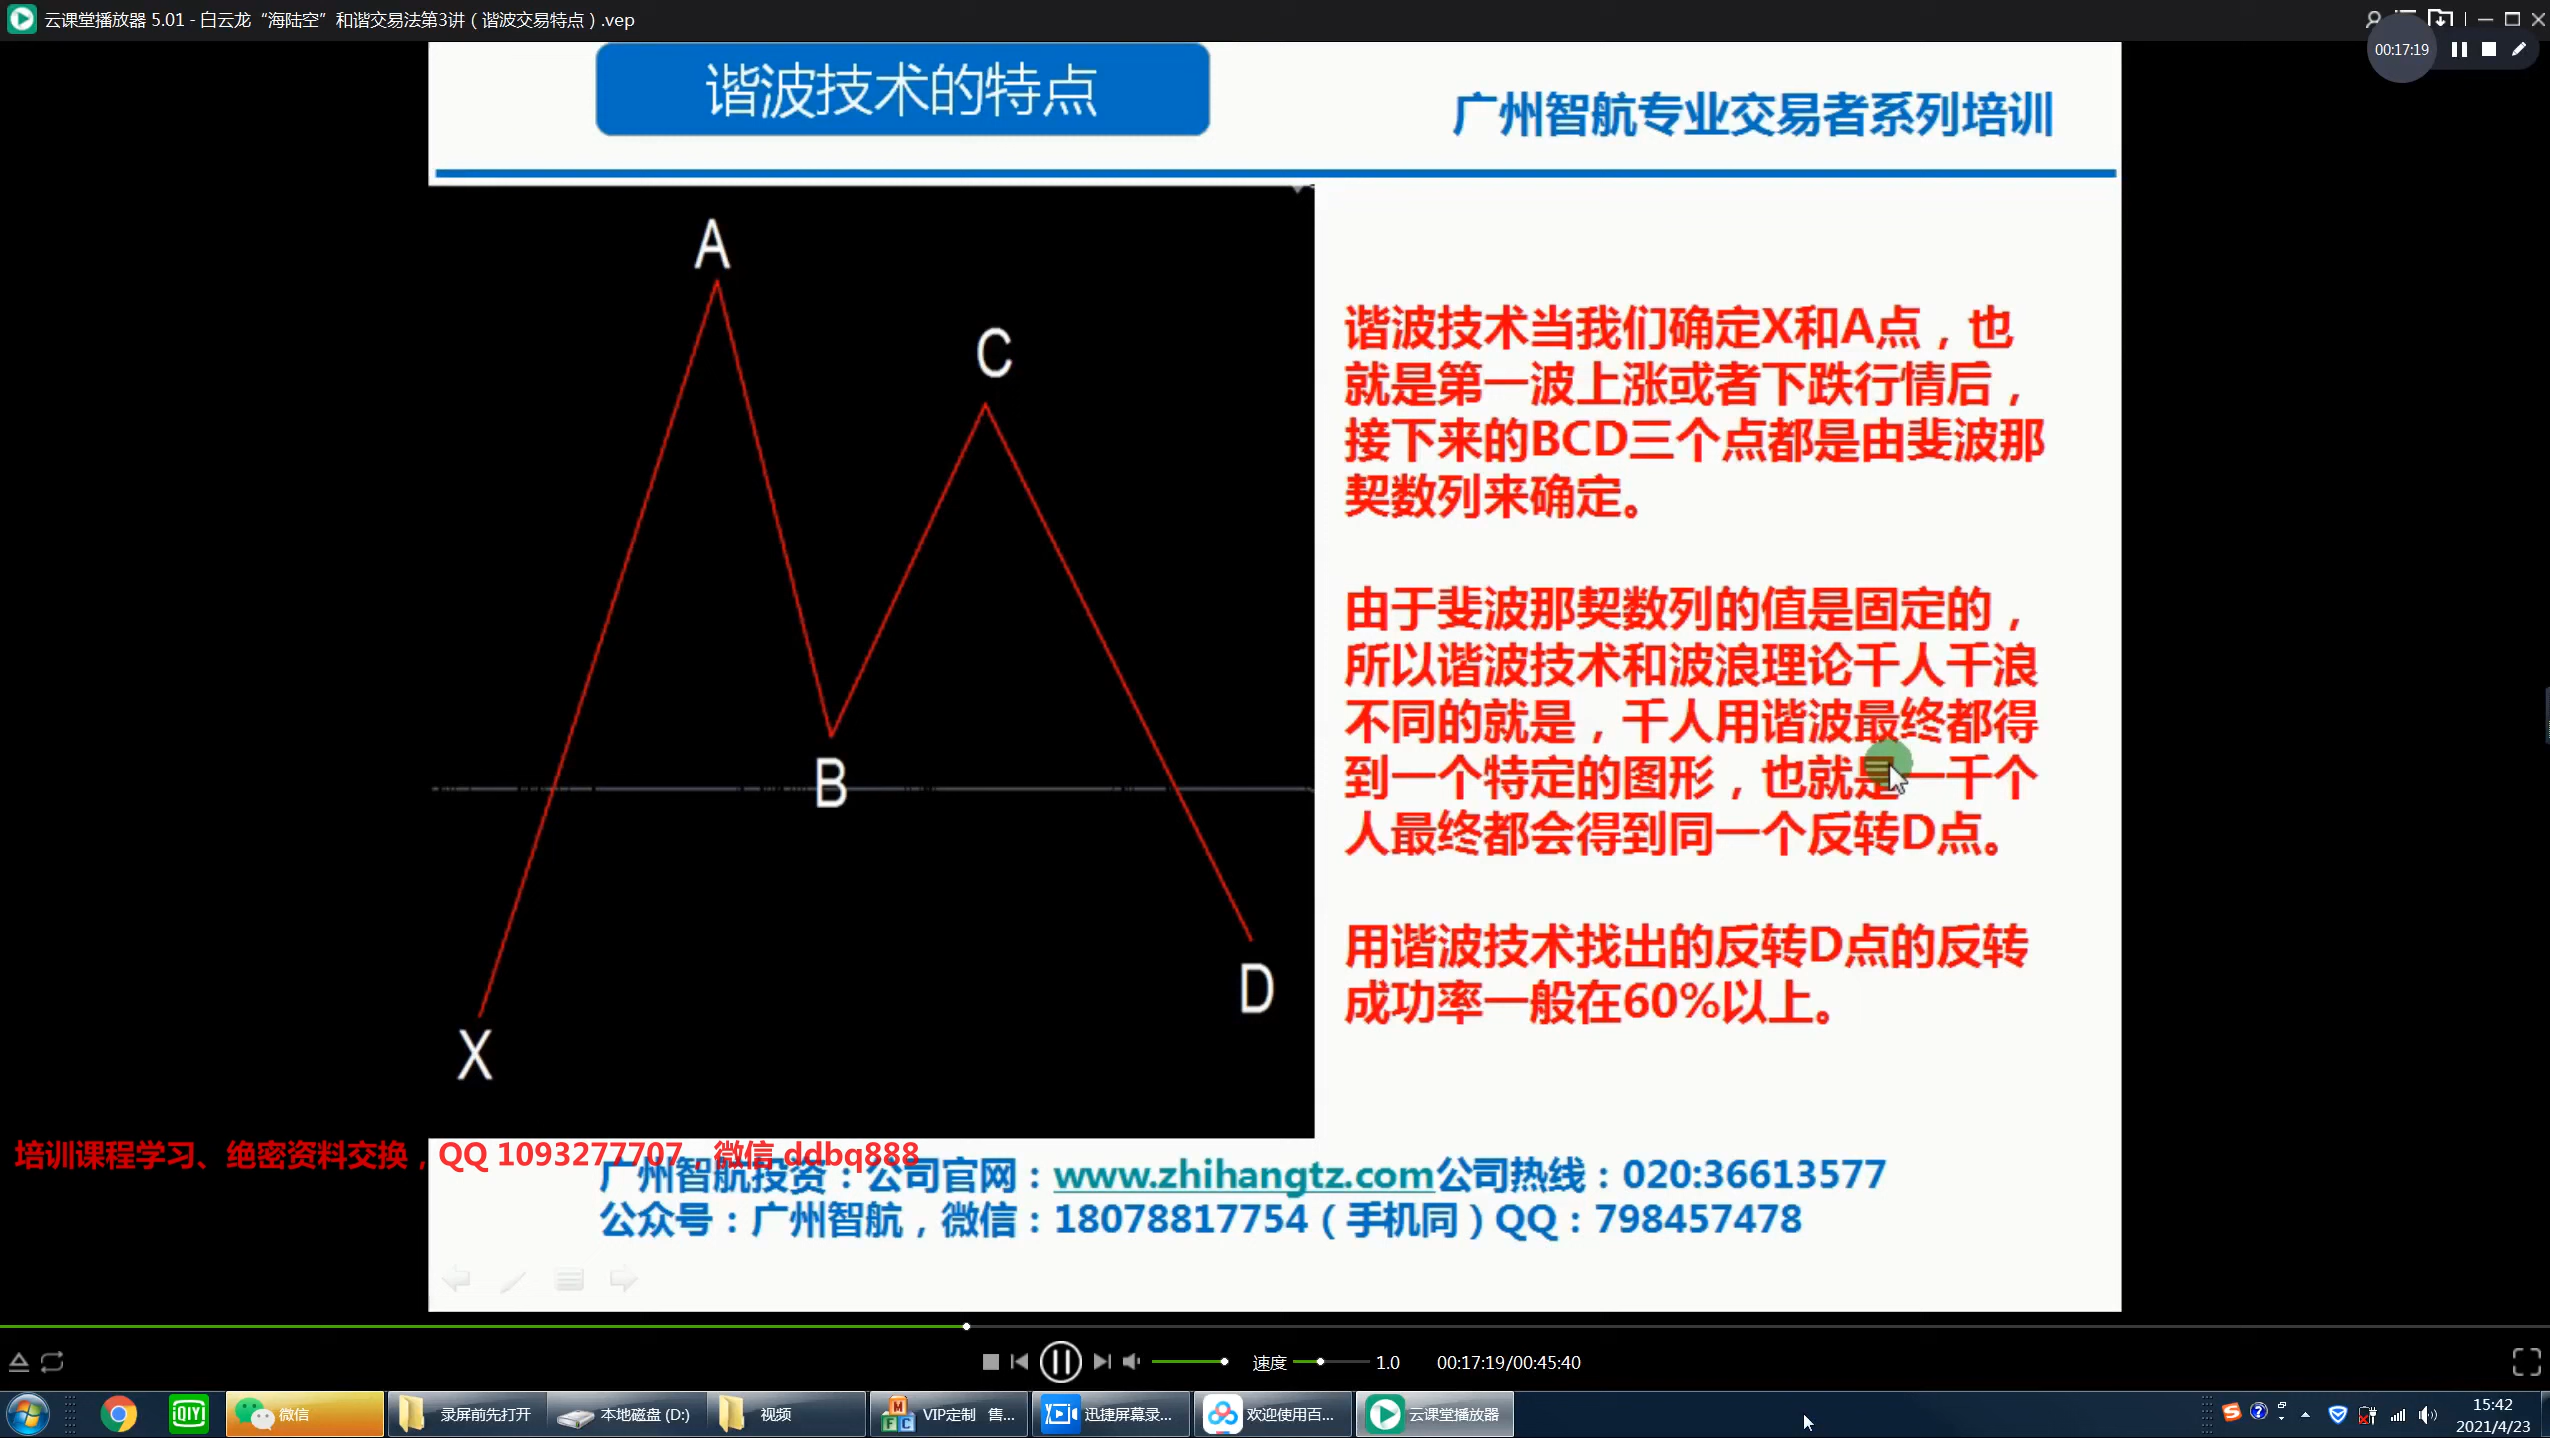 云课堂播放器 5.01 - 白云龙“海陆空”和谐交易法第3讲（谐波交易特点）.vep
00:17:19
谐波技术的特点
广州智航专业交易者系列培训
A
C
B
D
X
谐波技术当我们确定X和A点，也
就是第一波上涨或者下跌行情后，
接下来的BCD三个点都是由斐波那
契数列来确定。
由于斐波那契数列的值是固定的，
所以谐波技术和波浪理论千人千浪
不同的就是，千人用谐波最终都得
到一个特定的图形，也就是一千个
人最终都会得到同一个反转D点。
用谐波技术找出的反转D点的反转
成功率一般在60%以上。
培训课程学习、绝密资料交换，QQ 1093277707，微信 ddbq888
广州智航投资：公司官网：www.zhihangtz.com公司热线：020:36613577
公众号：广州智航，微信：18078817754（手机同）QQ：798457478
速度 1.0 00:17:19/00:45:40
iQIYI 微信 录屏前先打开 本地磁盘 (D:) 视频 VIP定制 售... 迅捷屏幕录... 欢迎使用百... 云课堂播放器
15:42
2021/4/23